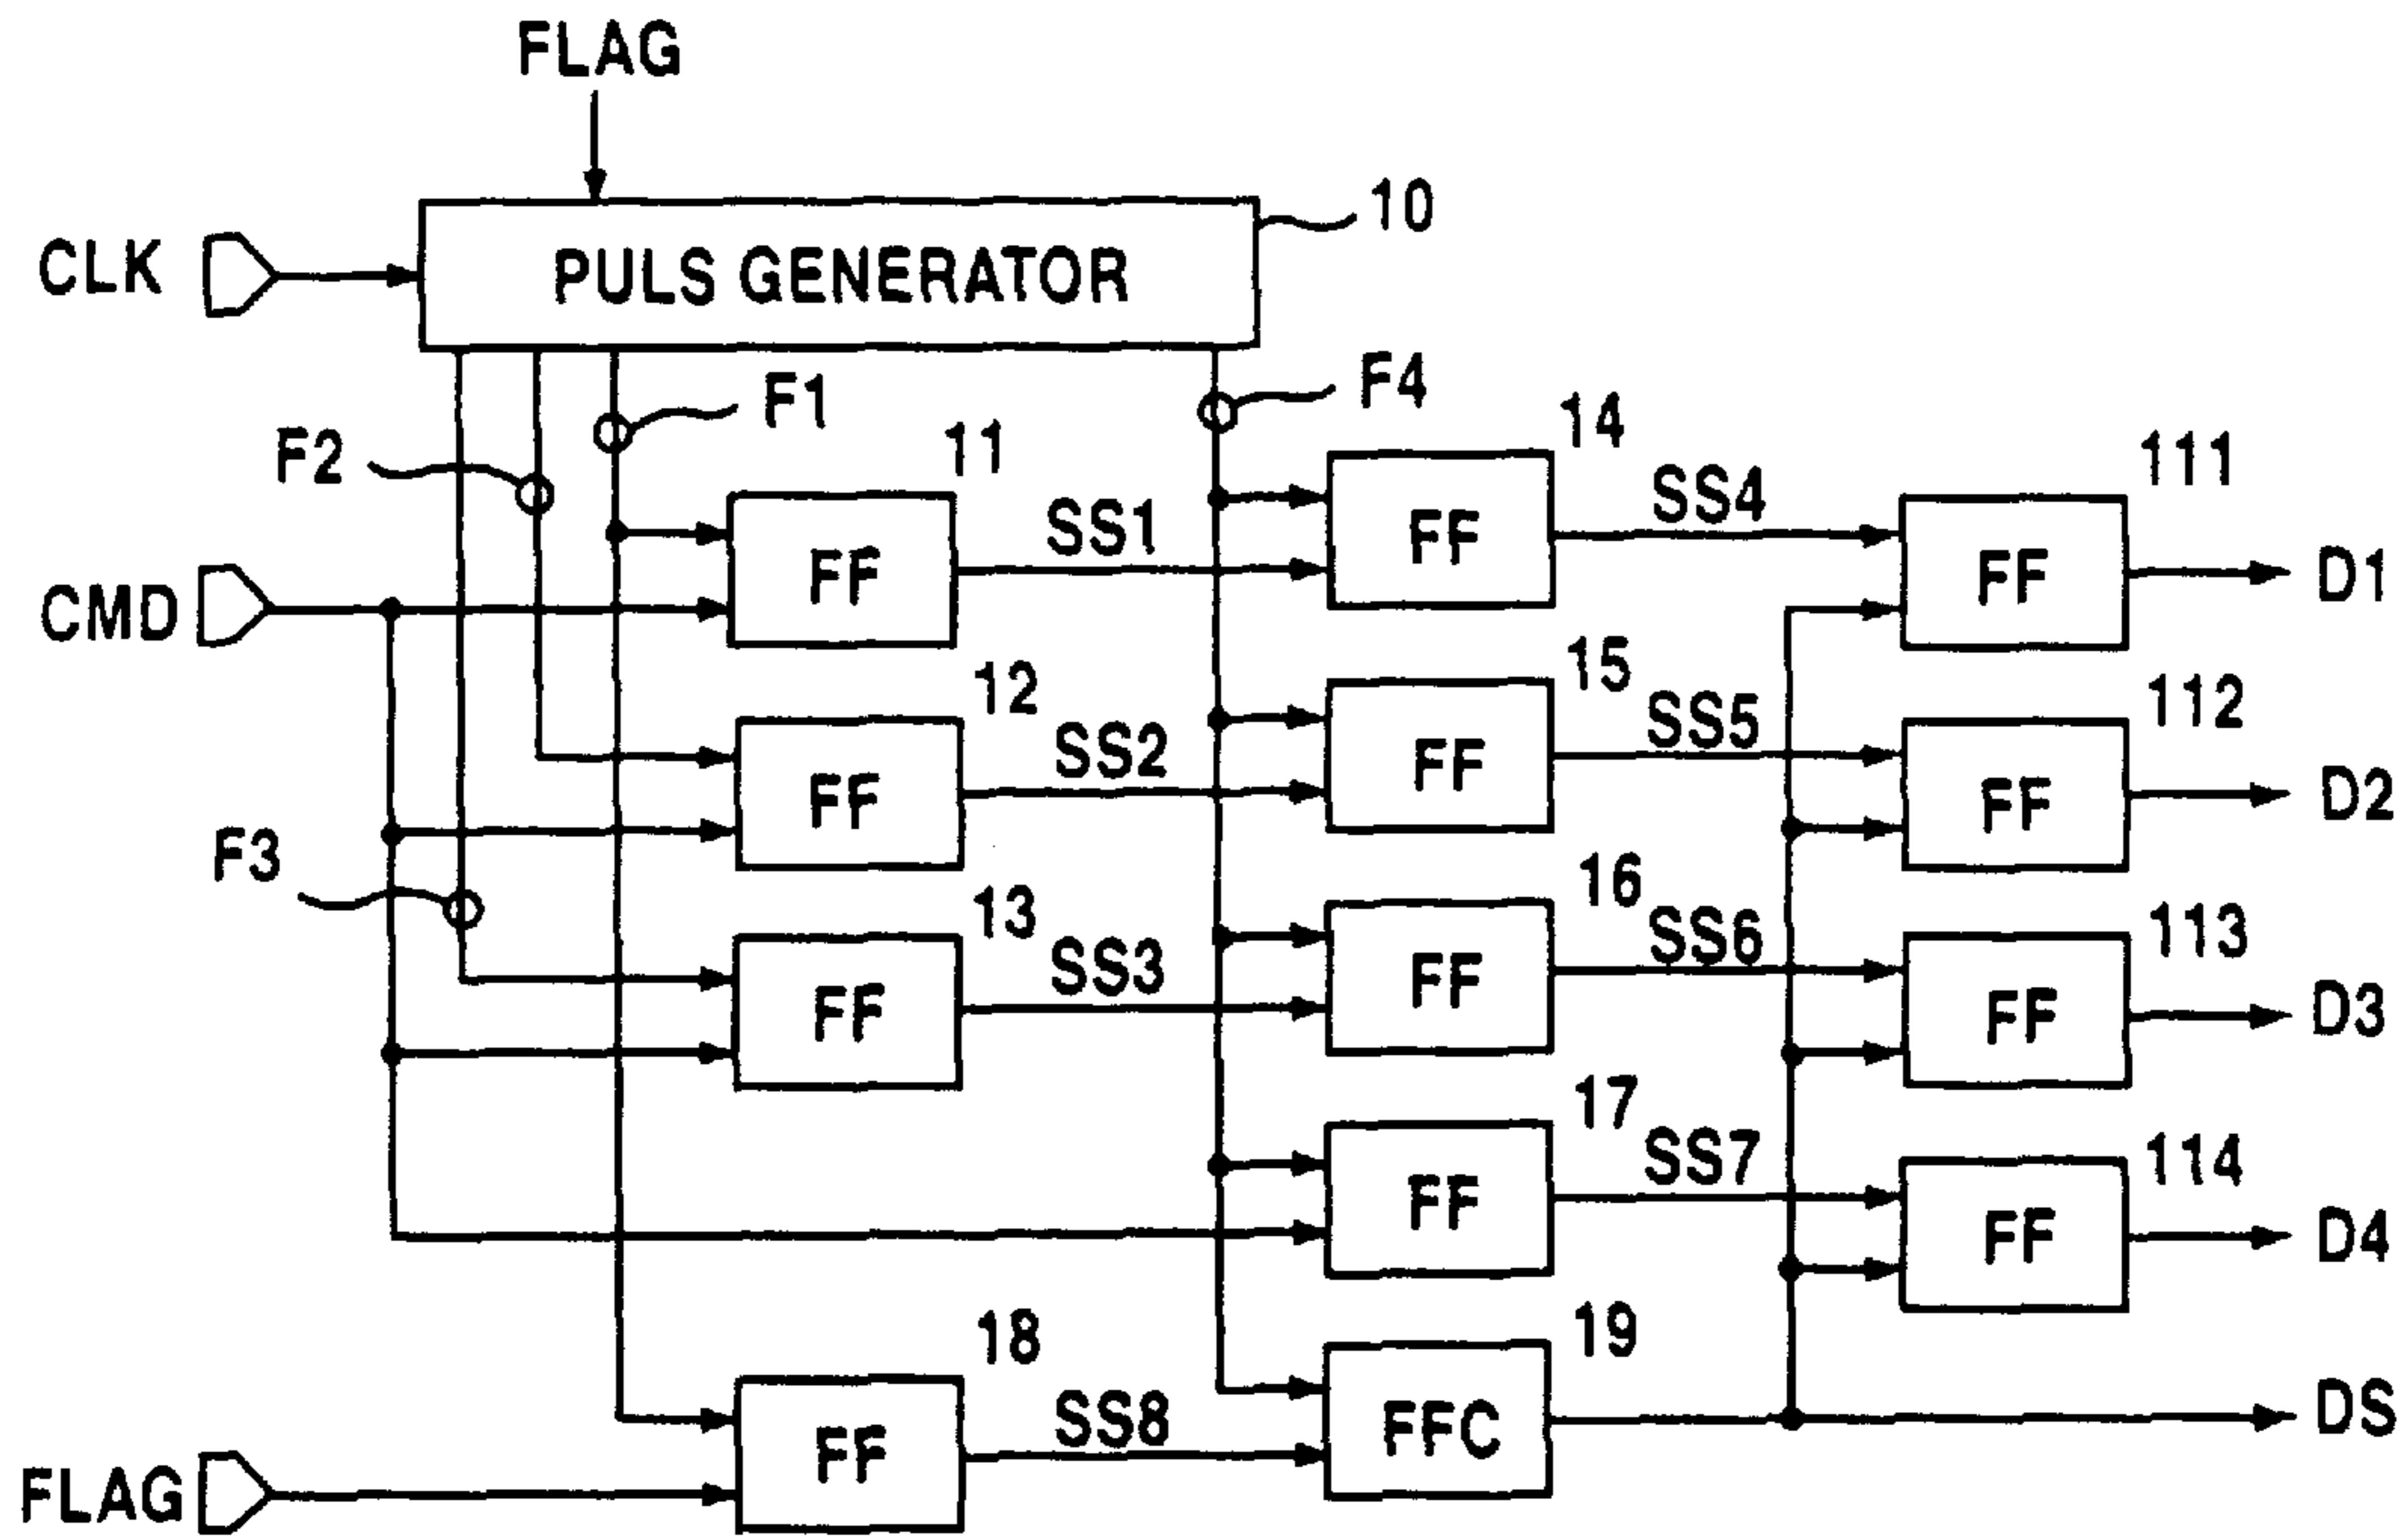 FLAG
10
CLK
PULS GENERATOR
F1
F4
F2
11
14
111
SS1
SS4
FF
FF
FF
D1
CMD
12
15
112
SS2
SS5
FF
FF
FF
D2
F3
13
16
113
SS3
SS6
FF
FF
FF
D3
17
114
SS7
FF
FF
D4
18
19
SS8
DS
FF
FFC
FLAG